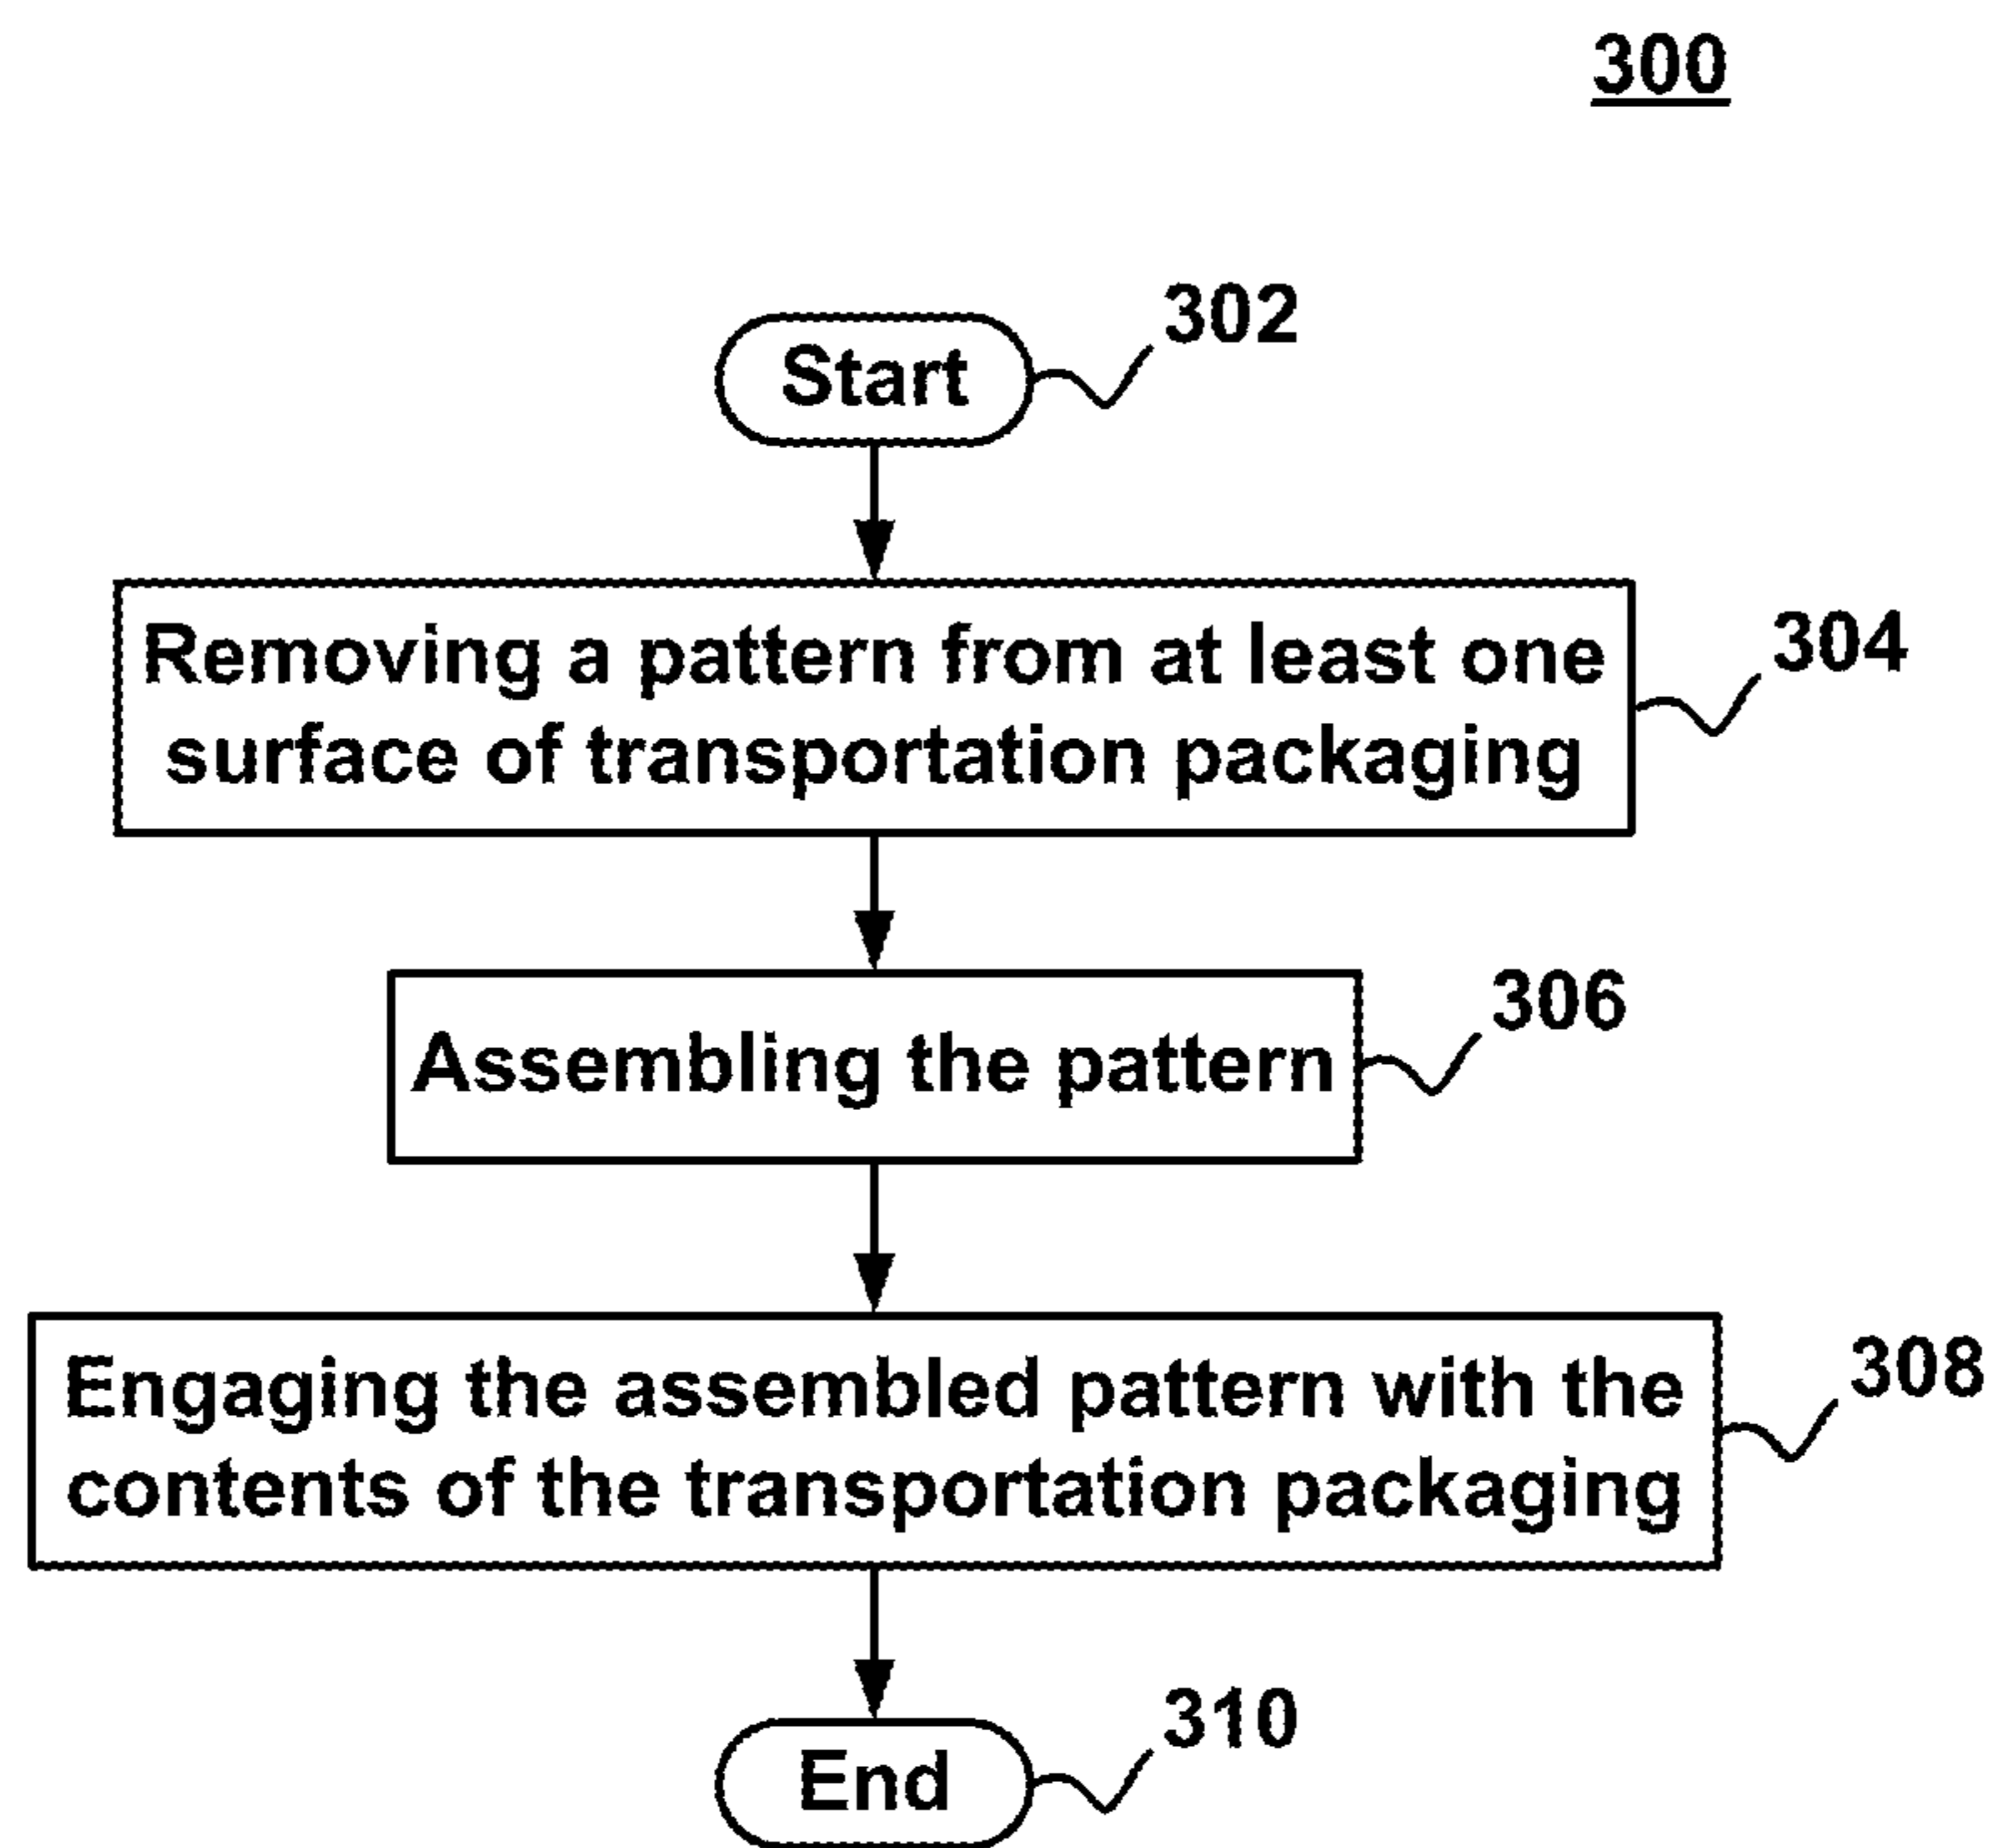 300
Start
302
Removing a pattern from at least one
surface of transportation packaging
304
Assembling the pattern
306
Engaging the assembled pattern with the
contents of the transportation packaging
308
End
310